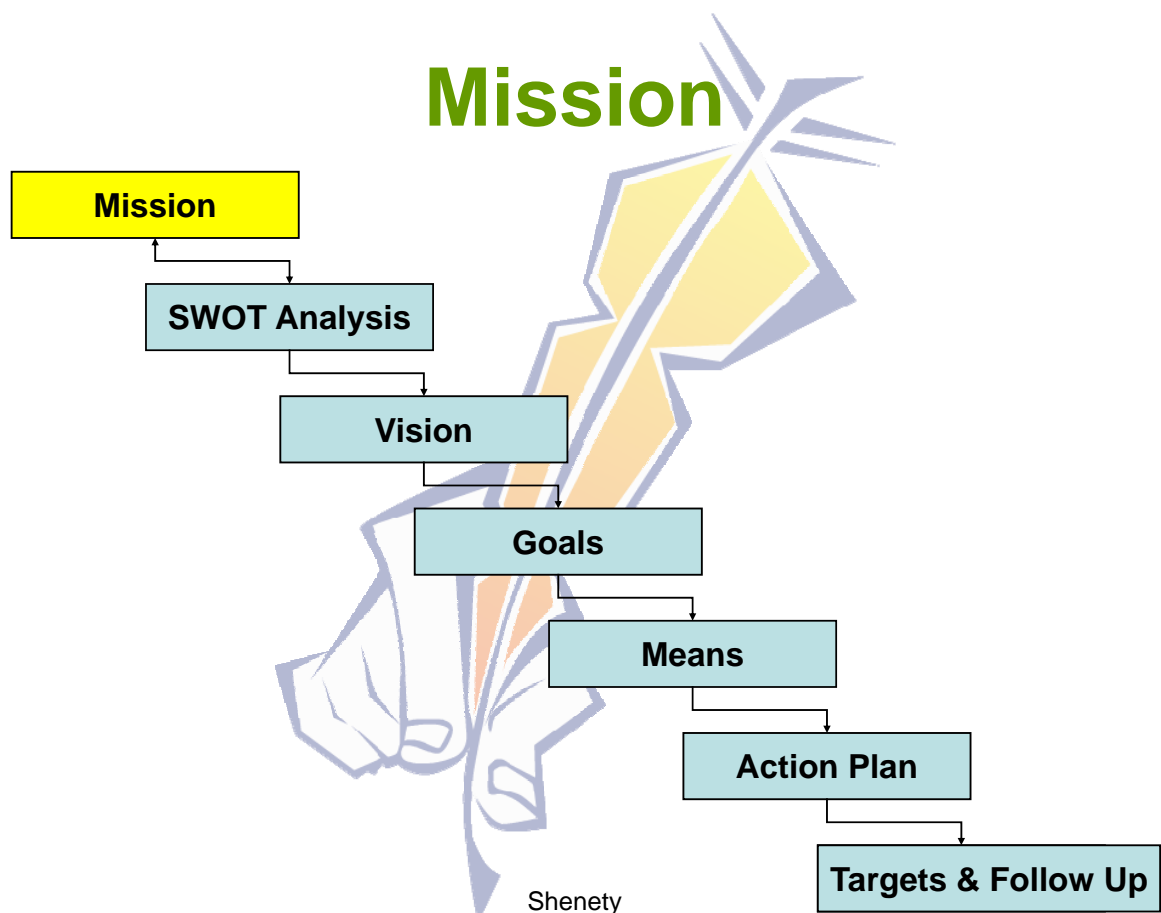 Mission
Mission
SWOT Analysis
Vision
Goals
Means
Action Plan
Targets & Follow Up
Shenety